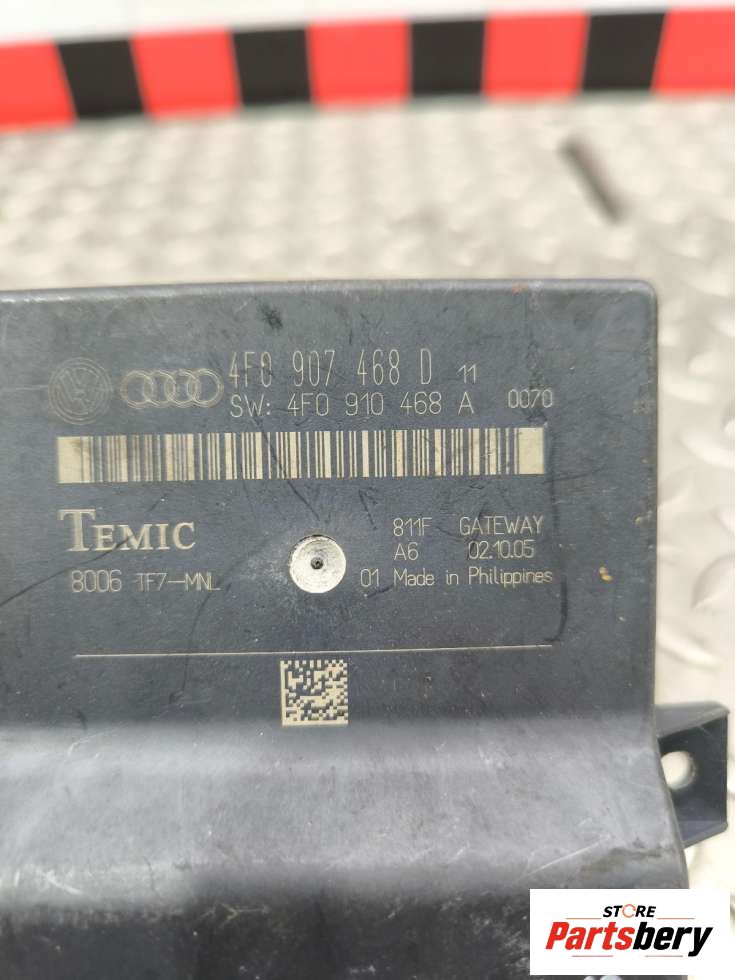 4F0 907 468 D 11
SW: 4F0 910 468 A 0070
TEMIC
811F GATEWAY
A6 02.10.05
8006 TF7-MNL
01 Made in Philippines
STORE
Partsbery